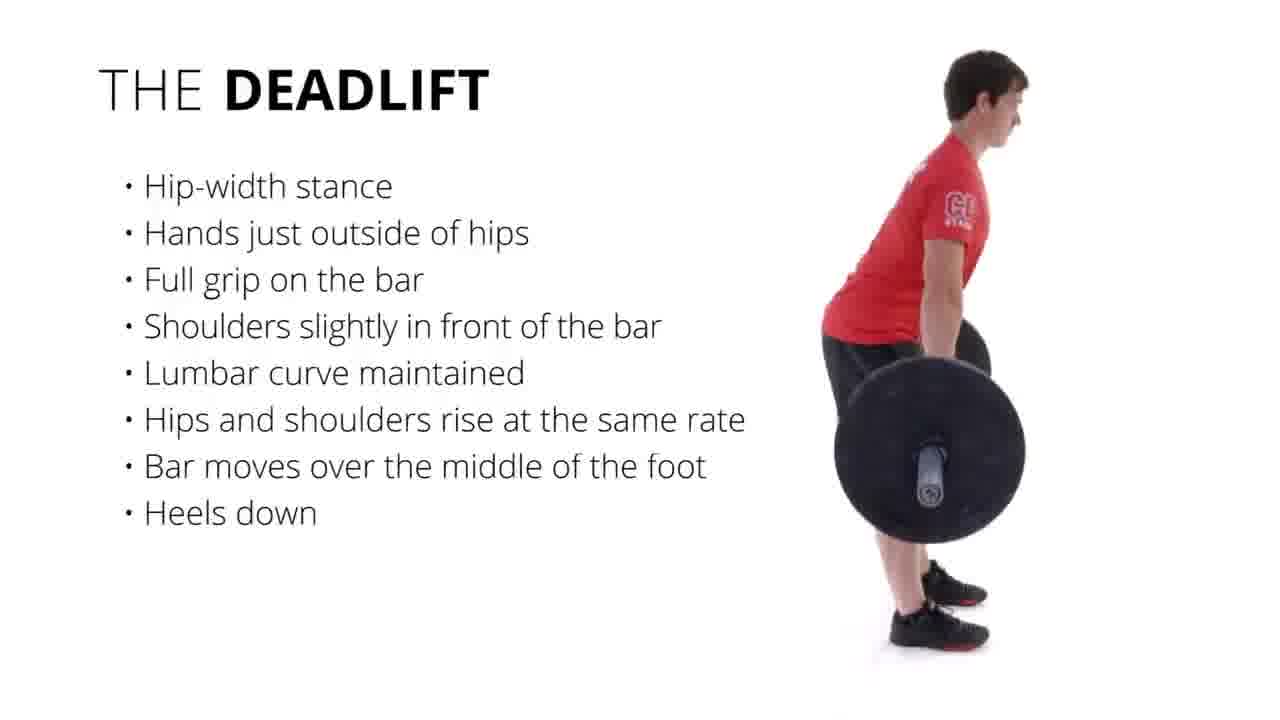 THE DEADLIFT
• Hip-width stance
• Hands just outside of hips
• Full grip on the bar
• Shoulders slightly in front of the bar
• Lumbar curve maintained
• Hips and shoulders rise at the same rate
• Bar moves over the middle of the foot
• Heels down